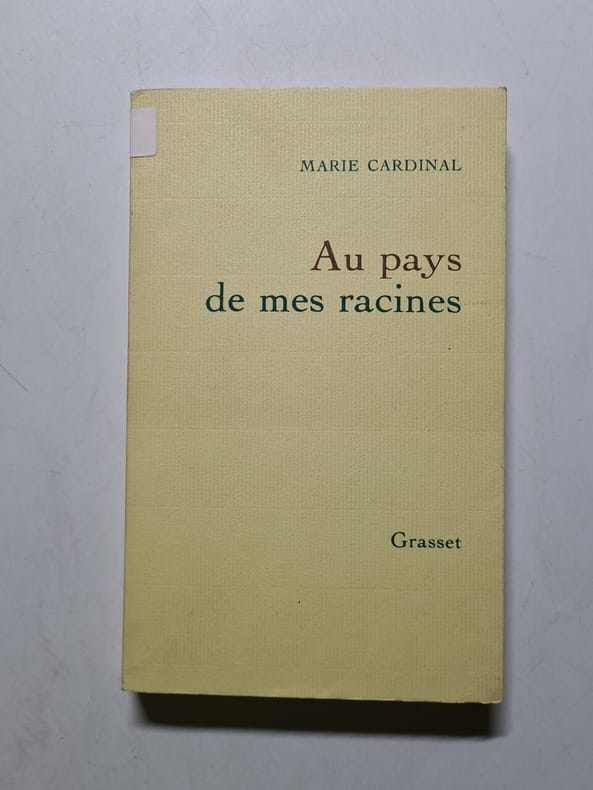 MARIE CARDINAL
Au pays
de mes racines
Grasset